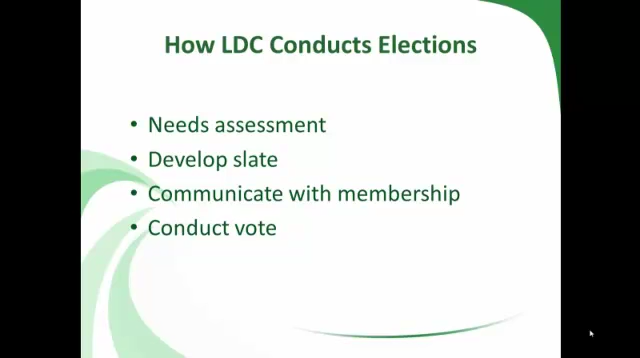 How LDC Conducts Elections
• Needs assessment
• Develop slate
• Communicate with membership
• Conduct vote